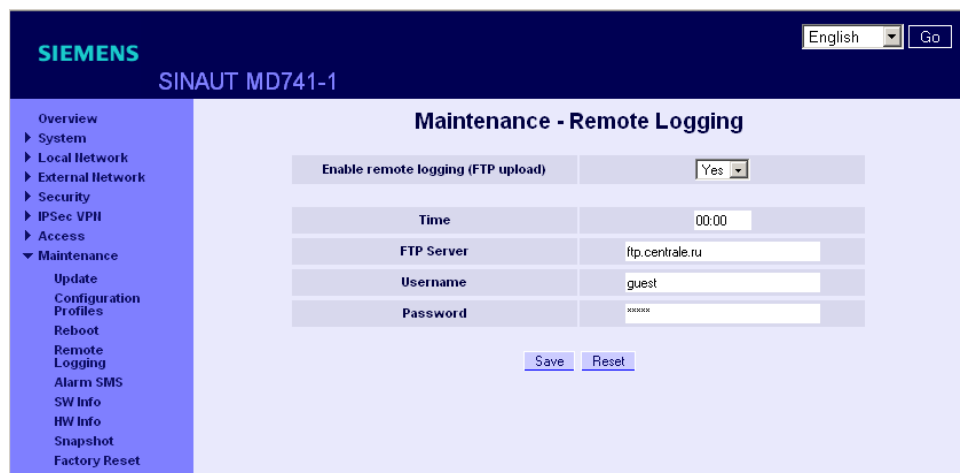 English
Go
SIEMENS
SINAUT MD741-1
Overview
System
Local Network
External Network
Security
IPSec VPN
Access
Maintenance
Update
Configuration
Profiles
Reboot
Remote
Logging
Alarm SMS
SW Info
HW Info
Snapshot
Factory Reset
Maintenance - Remote Logging
Enable remote logging (FTP upload) Yes
Time 00:00
FTP Server ftp.centrale.ru
Username guest
Password *****
Save Reset